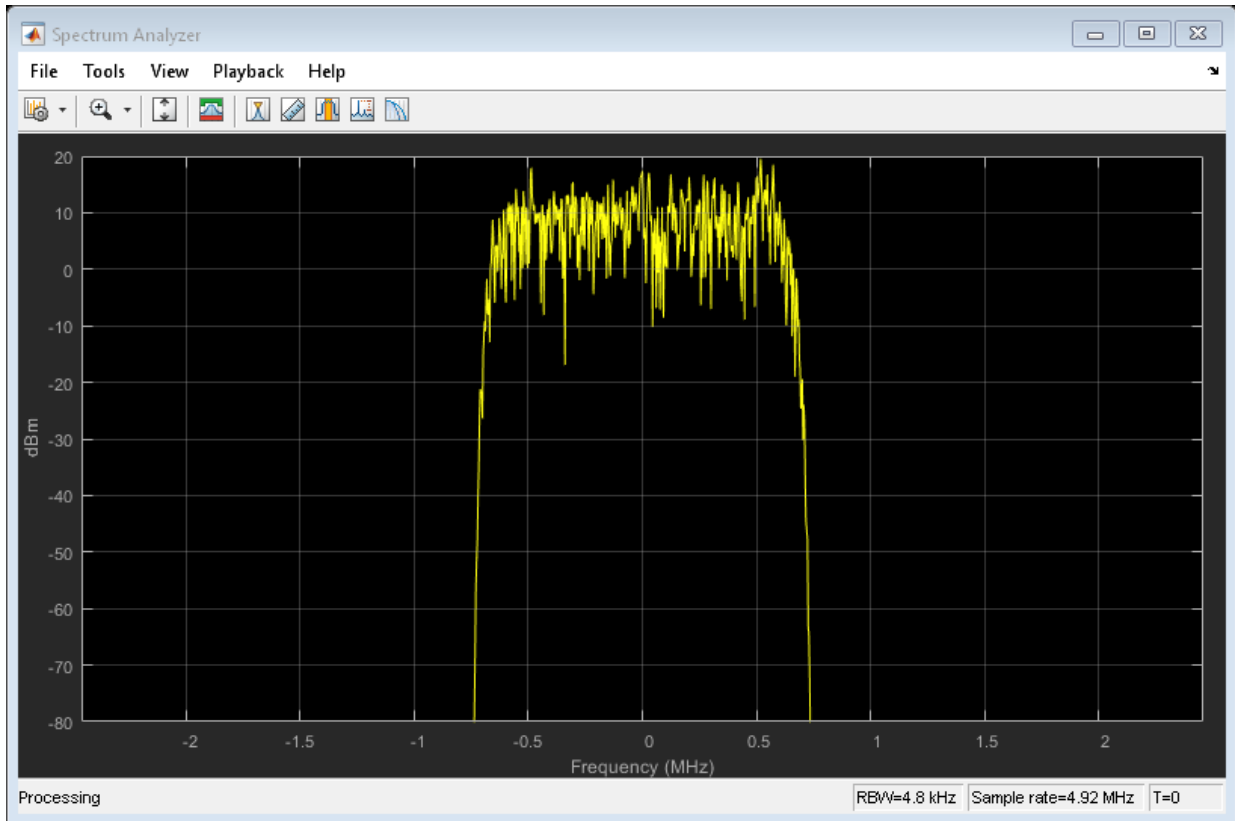 Spectrum Analyzer
File Tools View Playback Help
20
10
0
-10
-20
-30
-40
-50
-60
-70
-80
dBm
-2 -1.5 -1 -0.5 0 0.5 1 1.5 2
Frequency (MHz)
Processing RBW=4.8 kHz Sample rate=4.92 MHz T=0